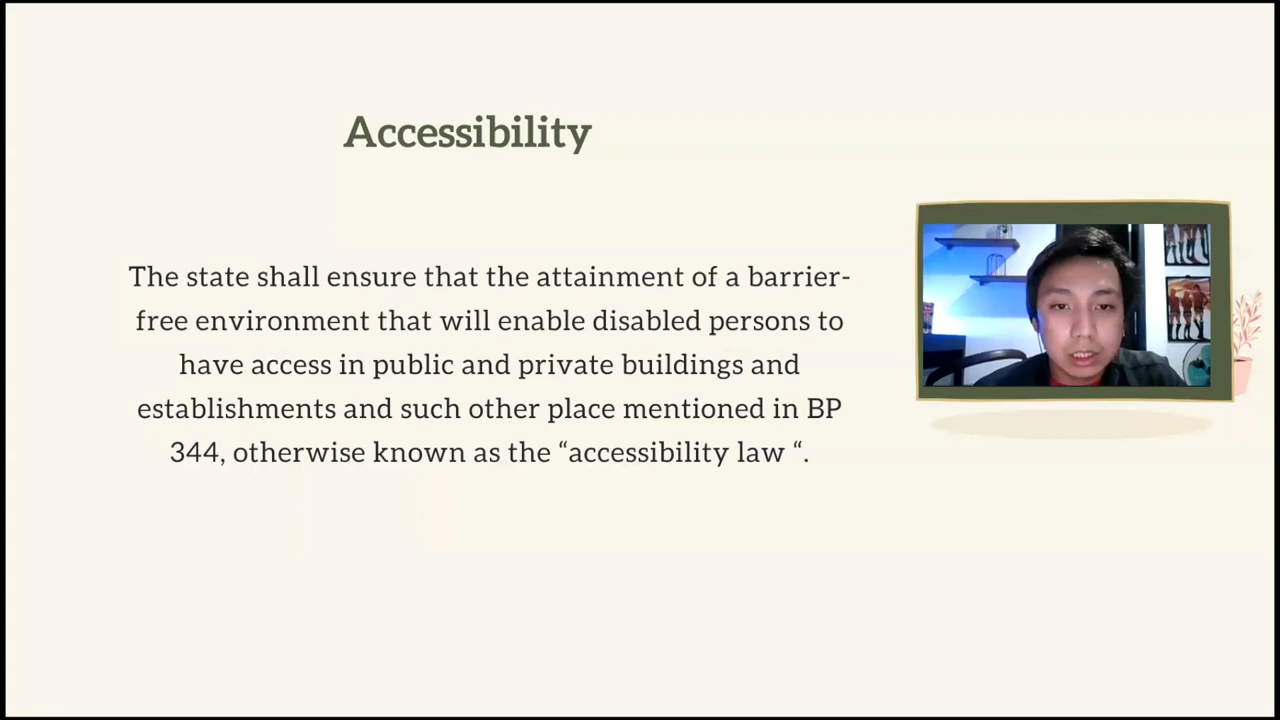 Accessibility
The state shall ensure that the attainment of a barrier-
free environment that will enable disabled persons to
have access in public and private buildings and
establishments and such other place mentioned in BP
344, otherwise known as the “accessibility law “.